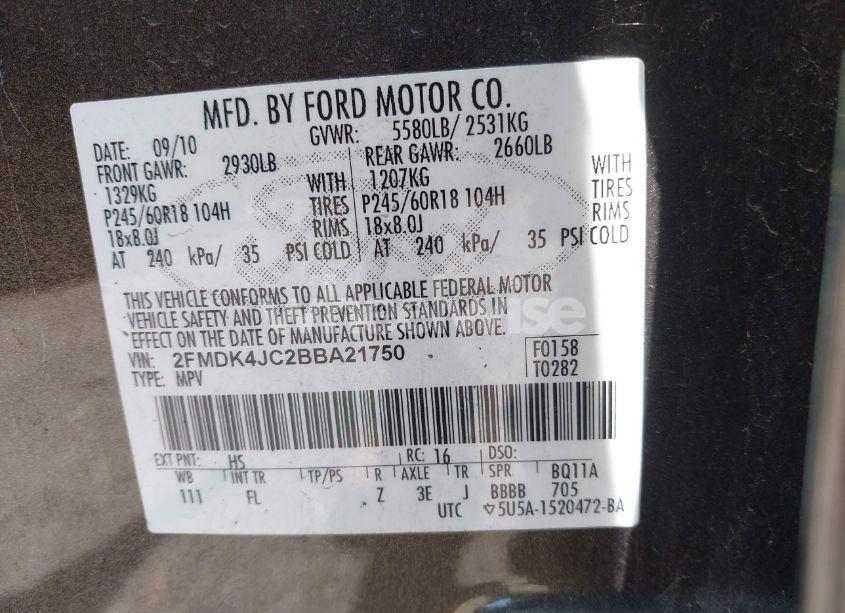 MFD. BY FORD MOTOR CO.
DATE: 09/10 GVWR: 5580LB/ 2531KG
FRONT GAWR: 2930LB REAR GAWR: 2660LB
1329KG WITH 1207KG WITH
P245/60R18 104H TIRES P245/60R18 104H TIRES
18x8.0J RIMS 18x8.0J RIMS
AT 240 kPa/ 35 PSI COLD AT 240 kPa/ 35 PSI COLD
THIS VEHICLE CONFORMS TO ALL APPLICABLE FEDERAL MOTOR
VEHICLE SAFETY AND THEFT PREVENTION STANDARDS IN
EFFECT ON THE DATE OF MANUFACTURE SHOWN ABOVE.
VIN: 2FMDK4JC2BBA21750 F0158
TYPE: MPV T0282
EXT PNT: HS RC: 16 DSO:
WB INT TR TP/PS R AXLE TR SPR BQ11A
111 FL Z 3E J BBBB 705
UTC ▽5U5A-1520472-BA